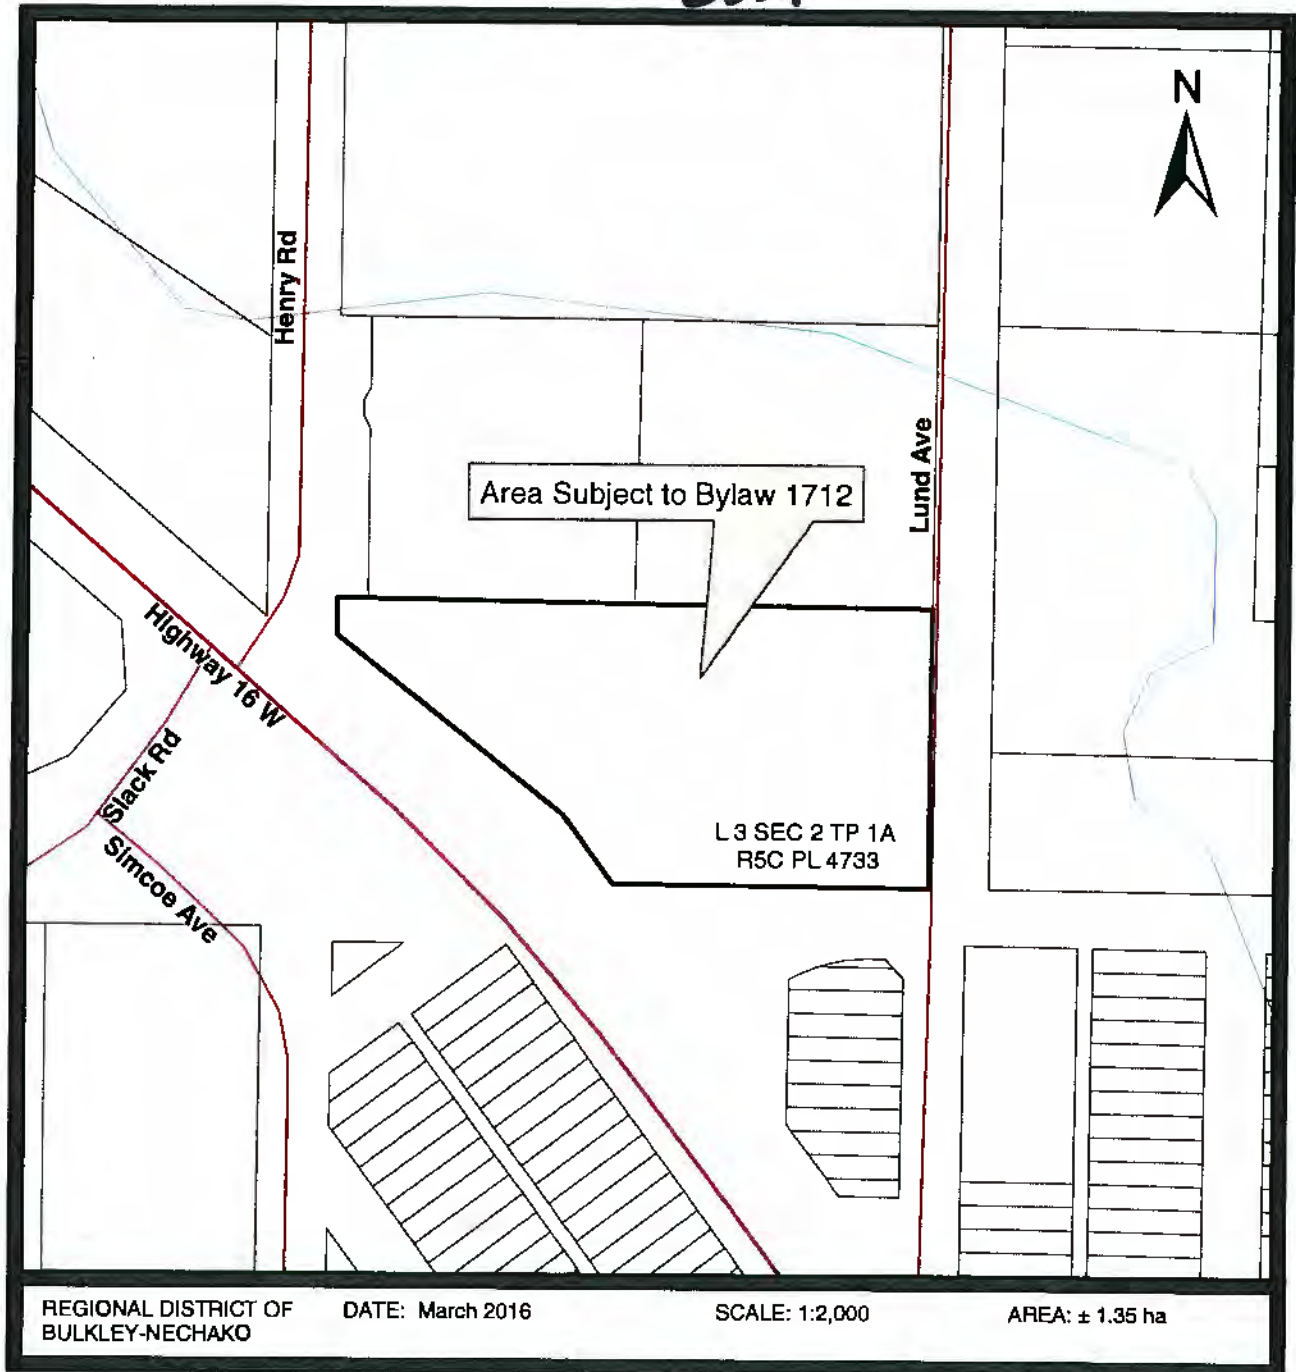 N
Henry Rd
Area Subject to Bylaw 1712
Lund Ave
Highway 16 W
Slack Rd
Simcoe Ave
L 3 SEC 2 TP 1A
R5C PL 4733
REGIONAL DISTRICT OF
BULKLEY-NECHAKO
DATE: March 2016
SCALE: 1:2,000
AREA: ± 1.35 ha